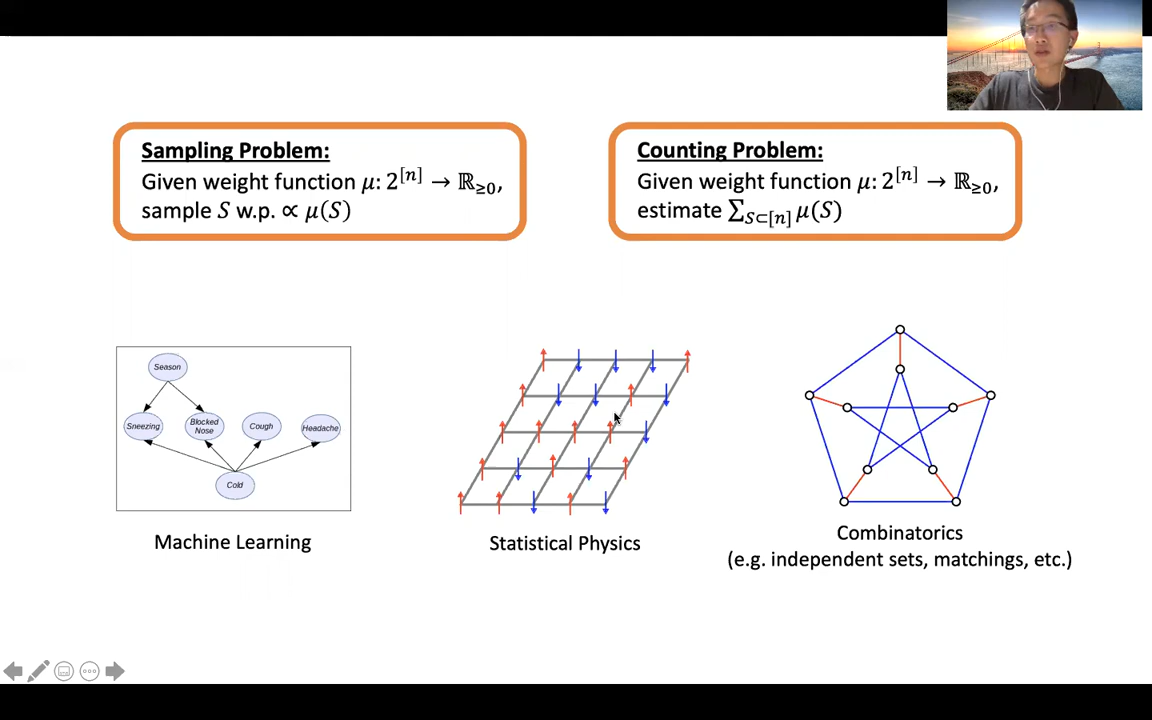 Sampling Problem:
Given weight function μ: 2^[n] → ℝ≥0,
sample S w.p. ∝ μ(S)
Counting Problem:
Given weight function μ: 2^[n] → ℝ≥0,
estimate ∑S⊂[n] μ(S)
Season
Sneezing
Blocked
Nose
Cough
Headache
Cold
Machine Learning
Statistical Physics
Combinatorics
(e.g. independent sets, matchings, etc.)